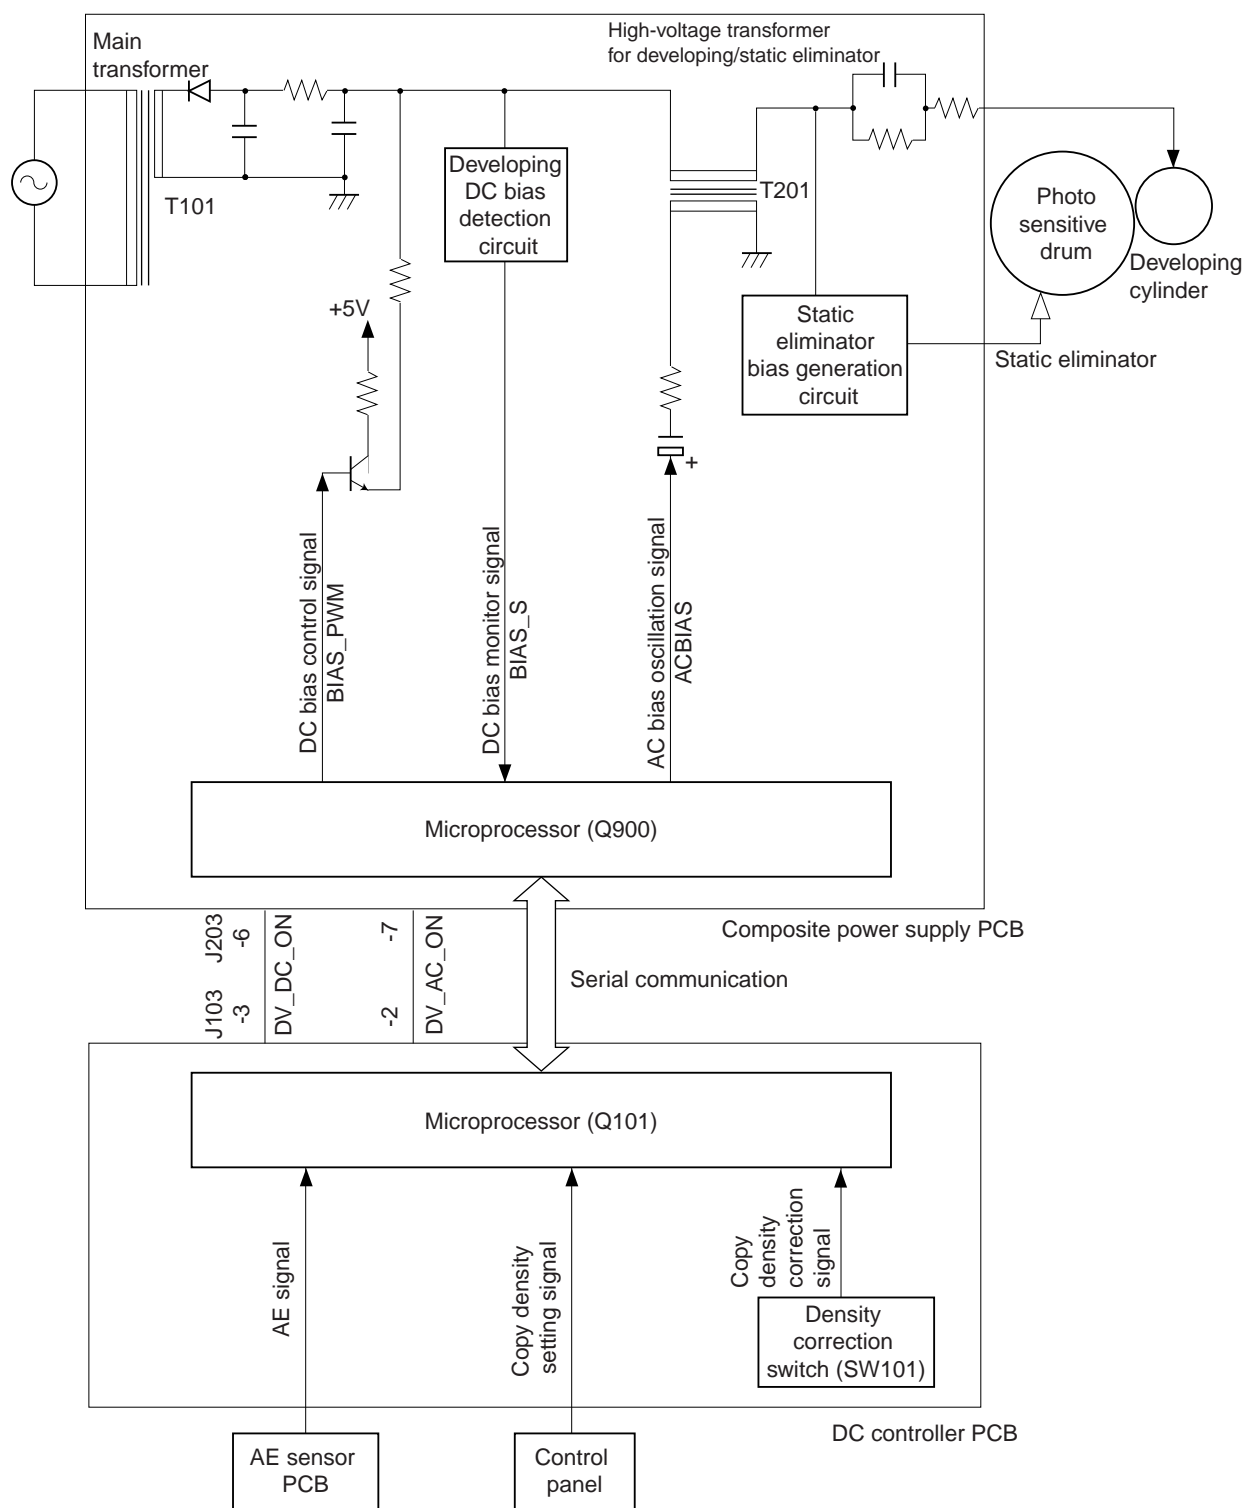 Main
transformer
High-voltage transformer
for developing/static eliminator
T101
Developing
DC bias
detection
circuit
T201
Photo
sensitive
drum
Developing
cylinder
+5V
Static
eliminator
bias generation
circuit
Static eliminator
+
DC bias control signal
BIAS_PWM
DC bias monitor signal
BIAS_S
AC bias oscillation signal
ACBIAS
Microprocessor (Q900)
Composite power supply PCB
J203
-6
-7
J103
-3
-2
DV_DC_ON
DV_AC_ON
Serial communication
Microprocessor (Q101)
AE signal
Copy density
setting signal
Copy
density
correction
signal
Density
correction
switch (SW101)
DC controller PCB
AE sensor
PCB
Control
panel